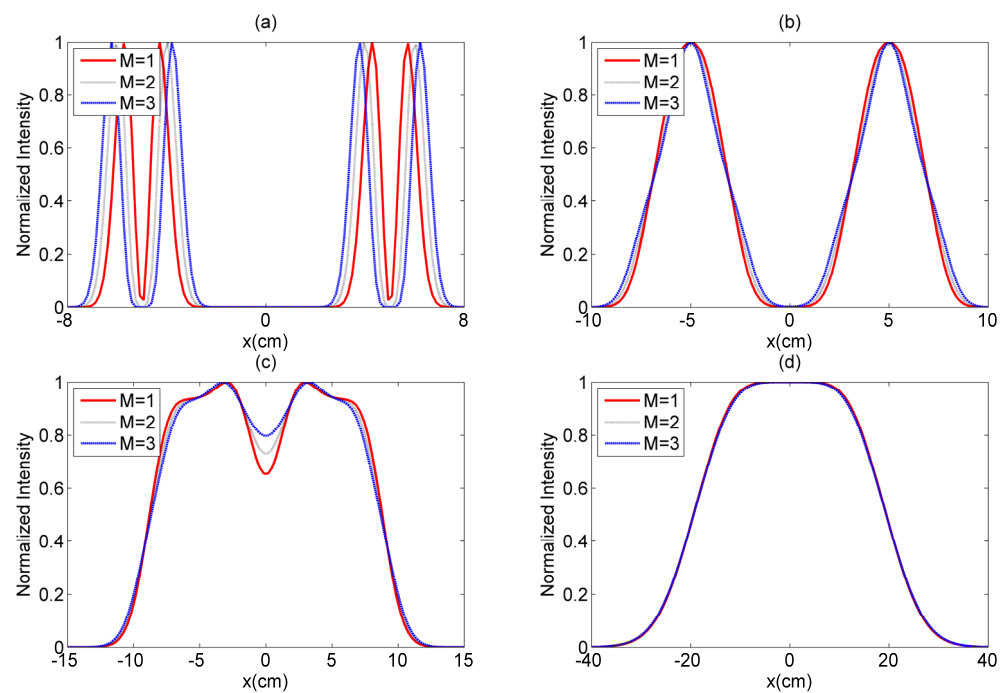 (a)
Normalized Intensity
1
0.8
0.6
0.4
0.2
0
M=1
M=2
M=3
-8
0
8
x(cm)
(b)
Normalized Intensity
1
0.8
0.6
0.4
0.2
0
M=1
M=2
M=3
-10
-5
0
5
10
x(cm)
(c)
Normalized Intensity
1
0.8
0.6
0.4
0.2
0
M=1
M=2
M=3
-15
-10
-5
0
5
10
15
x(cm)
(d)
Normalized Intensity
1
0.8
0.6
0.4
0.2
0
M=1
M=2
M=3
-40
-20
0
20
40
x(cm)